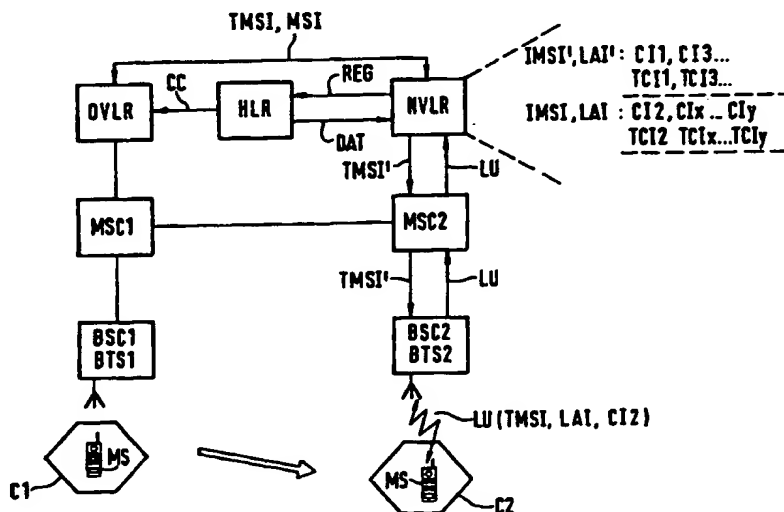 TMSI, MSI
IMSI', LAI' : CI1, CI3...
TCI1, TCI3...
IMSI, LAI : CI2, CIx... CIy
TCI2 TCIx...TCIy
OVLR
CC
HLR
REG
DAT
NVLR
TMSI'
LU
MSC1
MSC2
TMSI'
LU
BSC1
BTS1
BSC2
BTS2
LU (TMSI, LAI, CI2)
MS
C1
MS
C2